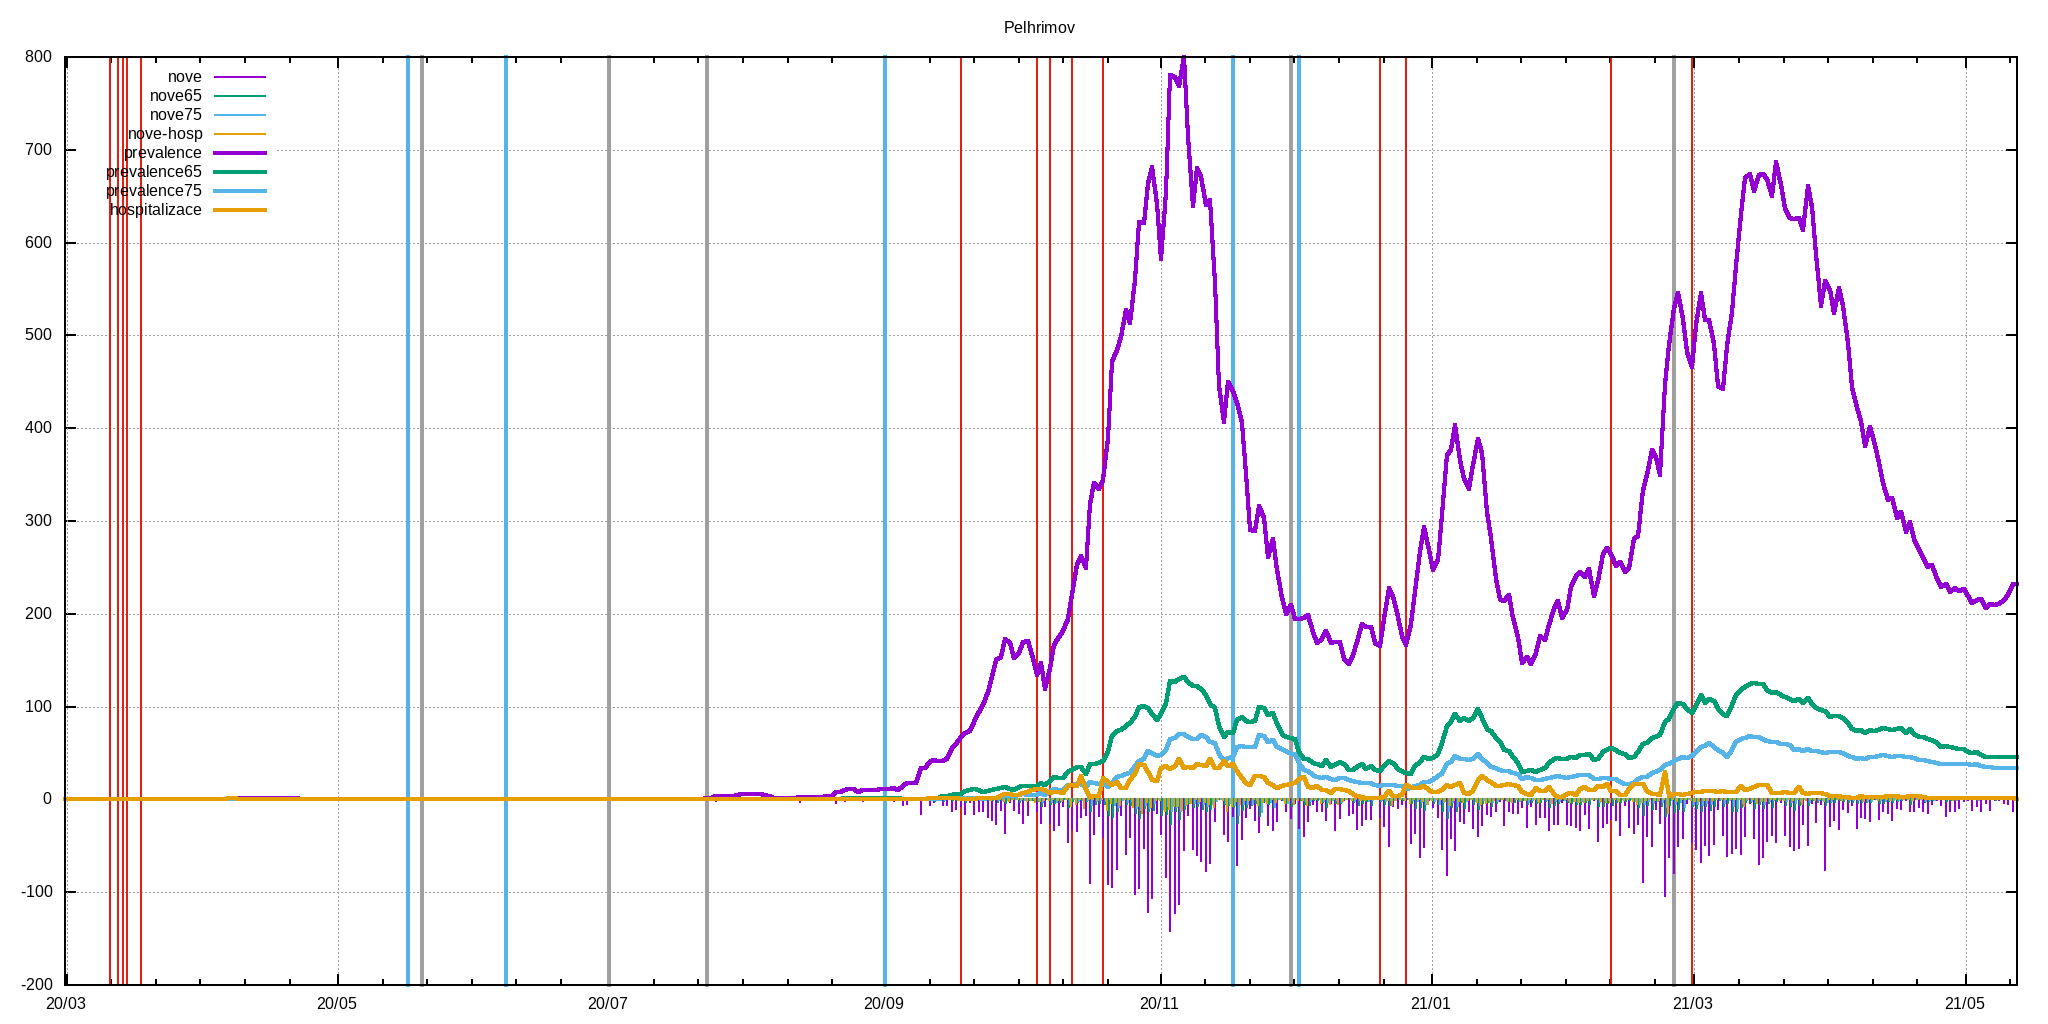 Pelhrimov
800
700
600
500
400
300
200
100
0
-100
-200
nove
nove65
nove75
nove-hosp
prevalence
prevalence65
prevalence75
hospitalizace
20/03 20/05 20/07 20/09 20/11 21/01 21/03 21/05